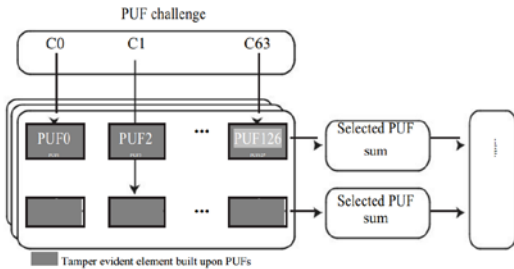 PUF challenge
C0 C1 C63
PUF0 PUF2 ... PUF126 Selected PUF
sum
... Selected PUF
sum
Tamper evident element built upon PUFs